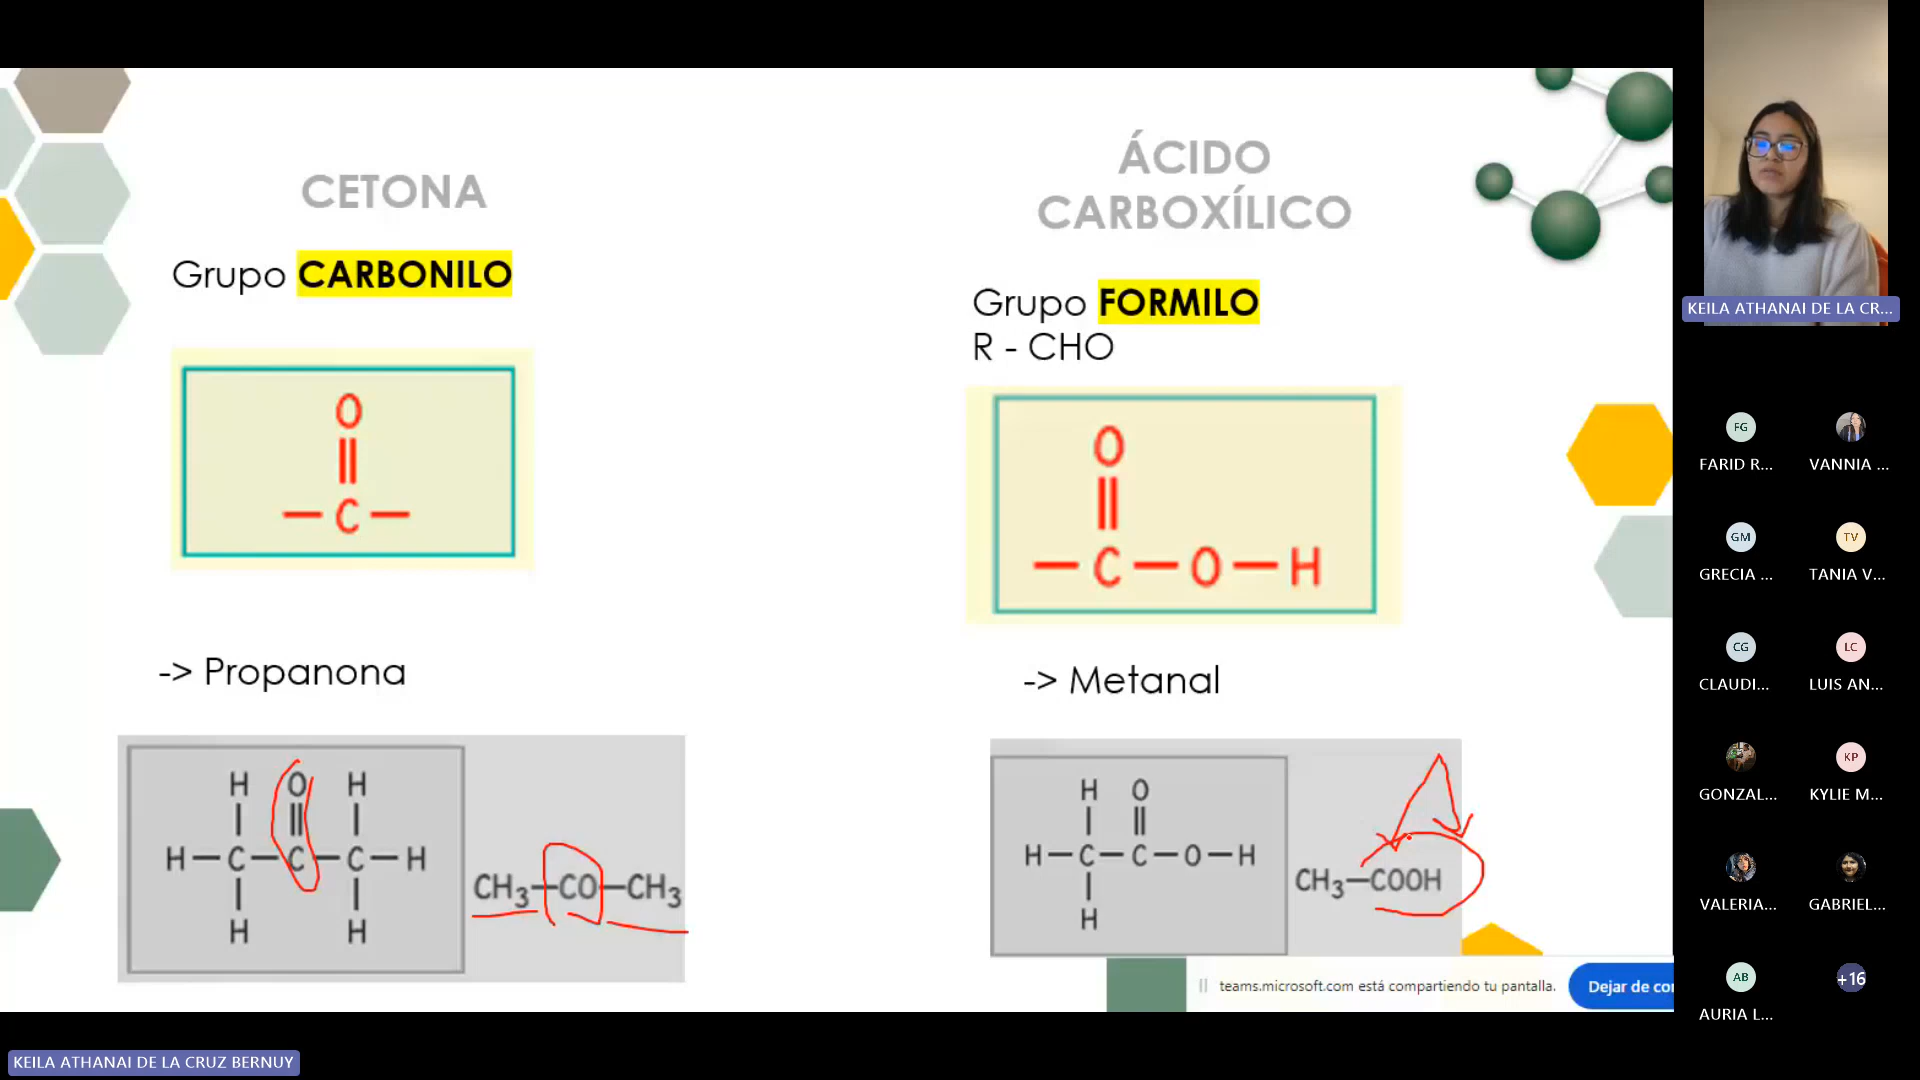 CETONA
Grupo CARBONILO
O
||
– C –
-> Propanona
H O H
| || |
H – C – C – C – H
| |
H H
CH3–CO–CH3
ÁCIDO
CARBOXÍLICO
Grupo FORMILO
R - CHO
O
||
– C – O – H
-> Metanal
H O
| ||
H – C – C – O – H
|
H
CH3–COOH
teams.microsoft.com está compartiendo tu pantalla.
Dejar de co
KEILA ATHANAI DE LA CR...
FG
FARID R...
VANNIA ...
GM
GRECIA ...
TV
TANIA V...
CG
CLAUDI...
LC
LUIS AN...
GONZAL...
KP
KYLIE M...
VALERIA...
GABRIEL...
AB
AURIA L...
+16
KEILA ATHANAI DE LA CRUZ BERNUY